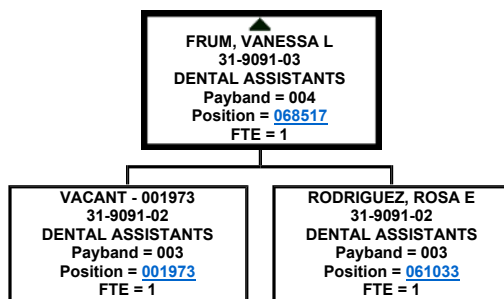 FRUM, VANESSA L
31-9091-03
DENTAL ASSISTANTS
Payband = 004
Position = 068517
FTE = 1
VACANT - 001973
31-9091-02
DENTAL ASSISTANTS
Payband = 003
Position = 001973
FTE = 1
RODRIGUEZ, ROSA E
31-9091-02
DENTAL ASSISTANTS
Payband = 003
Position = 061033
FTE = 1